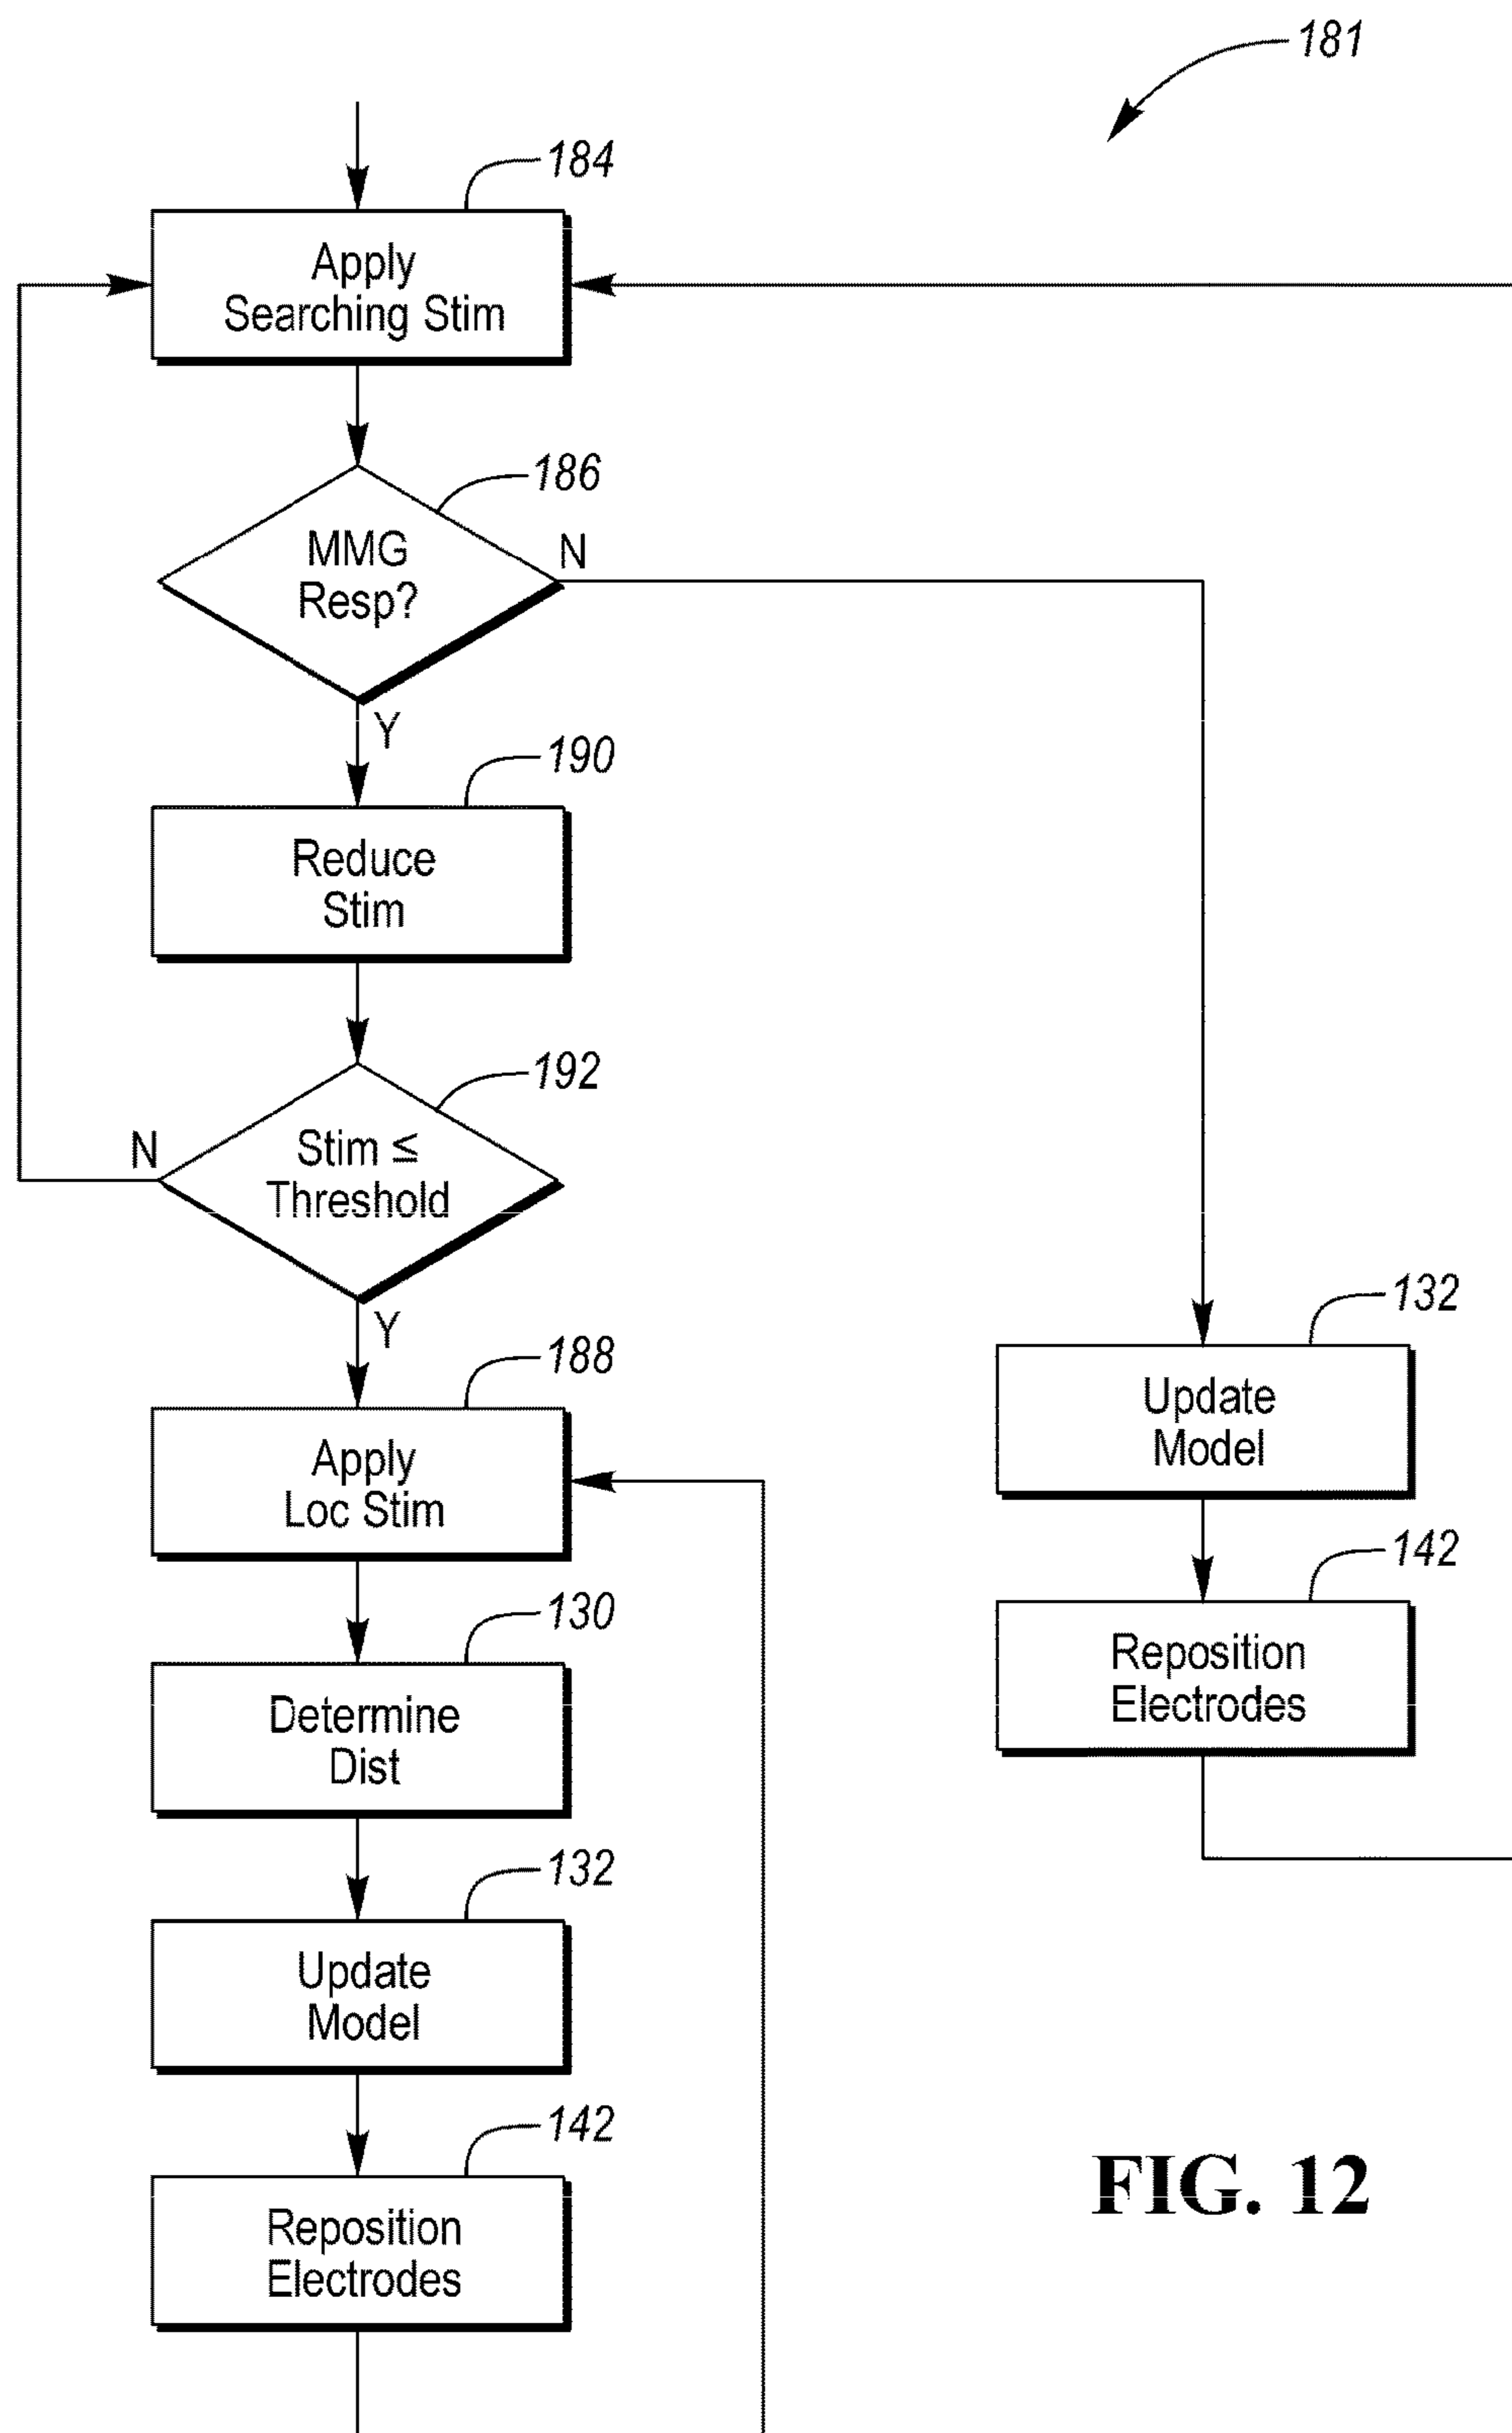 181
184
Apply
Searching Stim
186
MMG
Resp?
N
Y
190
Reduce
Stim
192
Stim ≤
Threshold
N
Y
188
Apply
Loc Stim
130
Determine
Dist
132
Update
Model
142
Reposition
Electrodes
132
Update
Model
142
Reposition
Electrodes
FIG. 12